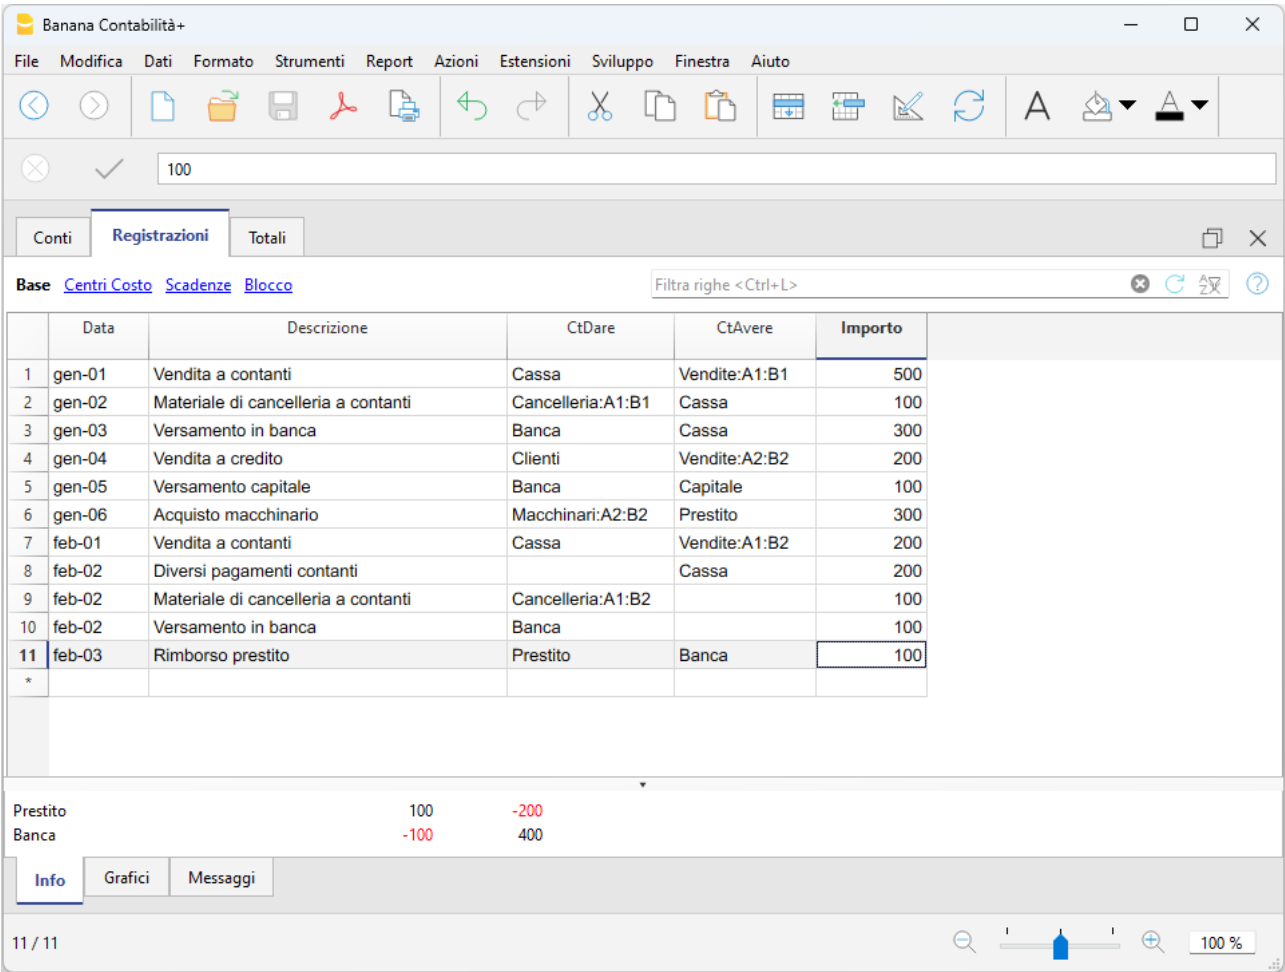 Banana Contabilità+
File Modifica Dati Formato Strumenti Report Azioni Estensioni Sviluppo Finestra Aiuto
100
Conti Registrazioni Totali
Base Centri Costo Scadenze Blocco Filtra righe <Ctrl+L>
Data Descrizione CtDare CtAvere Importo
1 gen-01 Vendita a contanti Cassa Vendite:A1:B1 500
2 gen-02 Materiale di cancelleria a contanti Cancelleria:A1:B1 Cassa 100
3 gen-03 Versamento in banca Banca Cassa 300
4 gen-04 Vendita a credito Clienti Vendite:A2:B2 200
5 gen-05 Versamento capitale Banca Capitale 100
6 gen-06 Acquisto macchinario Macchinari:A2:B2 Prestito 300
7 feb-01 Vendita a contanti Cassa Vendite:A1:B2 200
8 feb-02 Diversi pagamenti contanti Cassa 200
9 feb-02 Materiale di cancelleria a contanti Cancelleria:A1:B2 100
10 feb-02 Versamento in banca Banca 100
11 feb-03 Rimborso prestito Prestito Banca 100
*
Prestito 100 -200
Banca -100 400
Info Grafici Messaggi
11 / 11 100 %